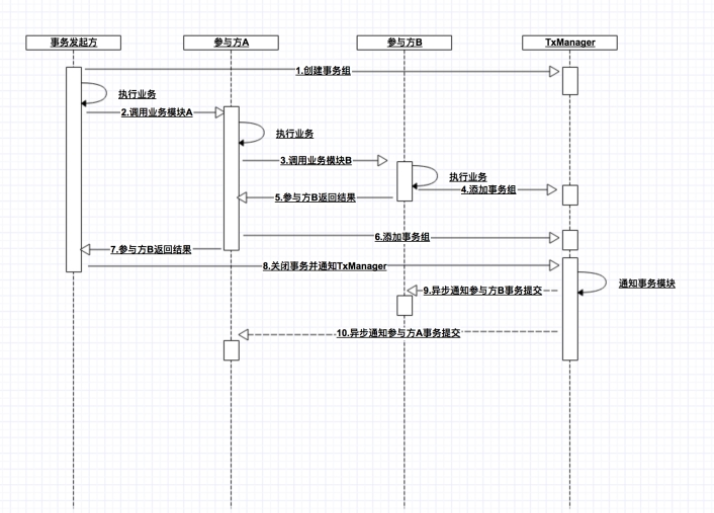 事务发起方
参与方A
参与方B
TxManager
1.创建事务组
执行业务
2.调用业务模块A
执行业务
3.调用业务模块B
执行业务
4.添加事务组
5.参与方B返回结果
6.添加事务组
7.参与方B返回结果
8.关闭事务并通知TxManager
通知事务模块
9.异步通知参与方B事务提交
10.异步通知参与方A事务提交